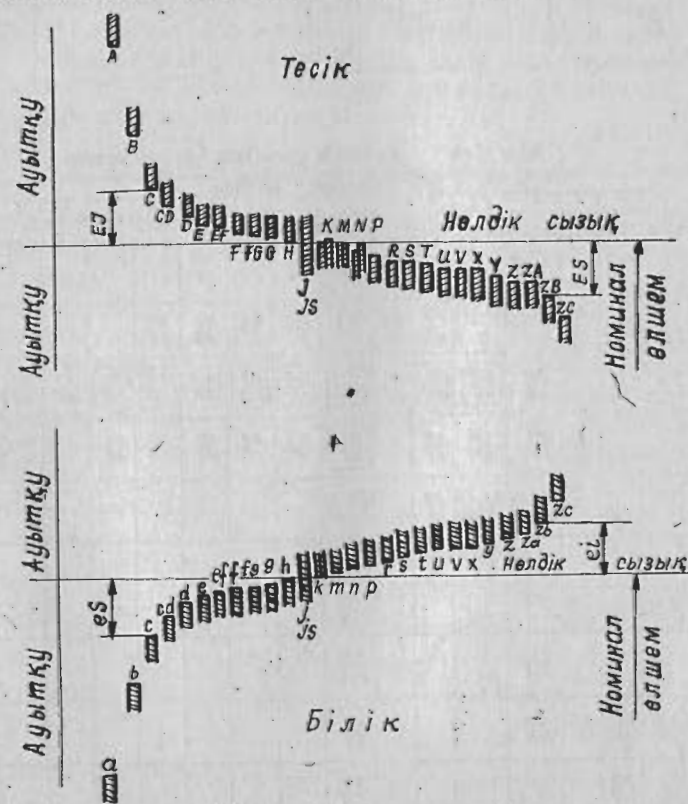 Тесік
Ауытқу
Ауытқу
A
B
C
CD
D
E
EF
F
FG
G
H
J
JS
K M N P
R S T U V X Y Z ZA ZB ZC
EJ
ES
Нөлдік сызық
Номинал
өлшем
Ауытқу
Ауытқу
a
b
c
cd
d
e
ef
f
fg
g
h
J
JS
k m n p
r s t u v x y z za zb zc
eS
ei
Нөлдік сызық
Номинал
өлшем
Білік